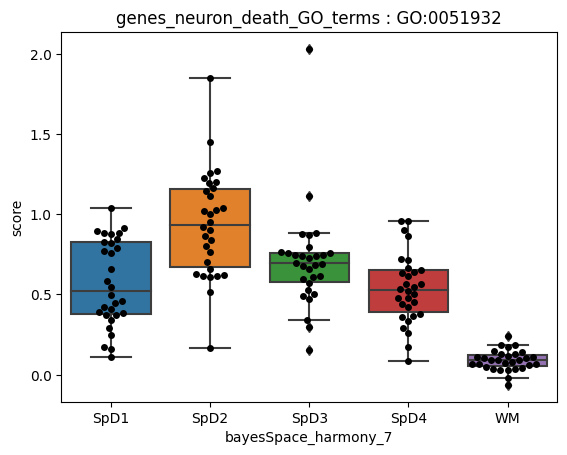 genes_neuron_death_GO_terms : GO:0051932
score
2.0
1.5
1.0
0.5
0.0
SpD1 SpD2 SpD3 SpD4 WM
bayesSpace_harmony_7